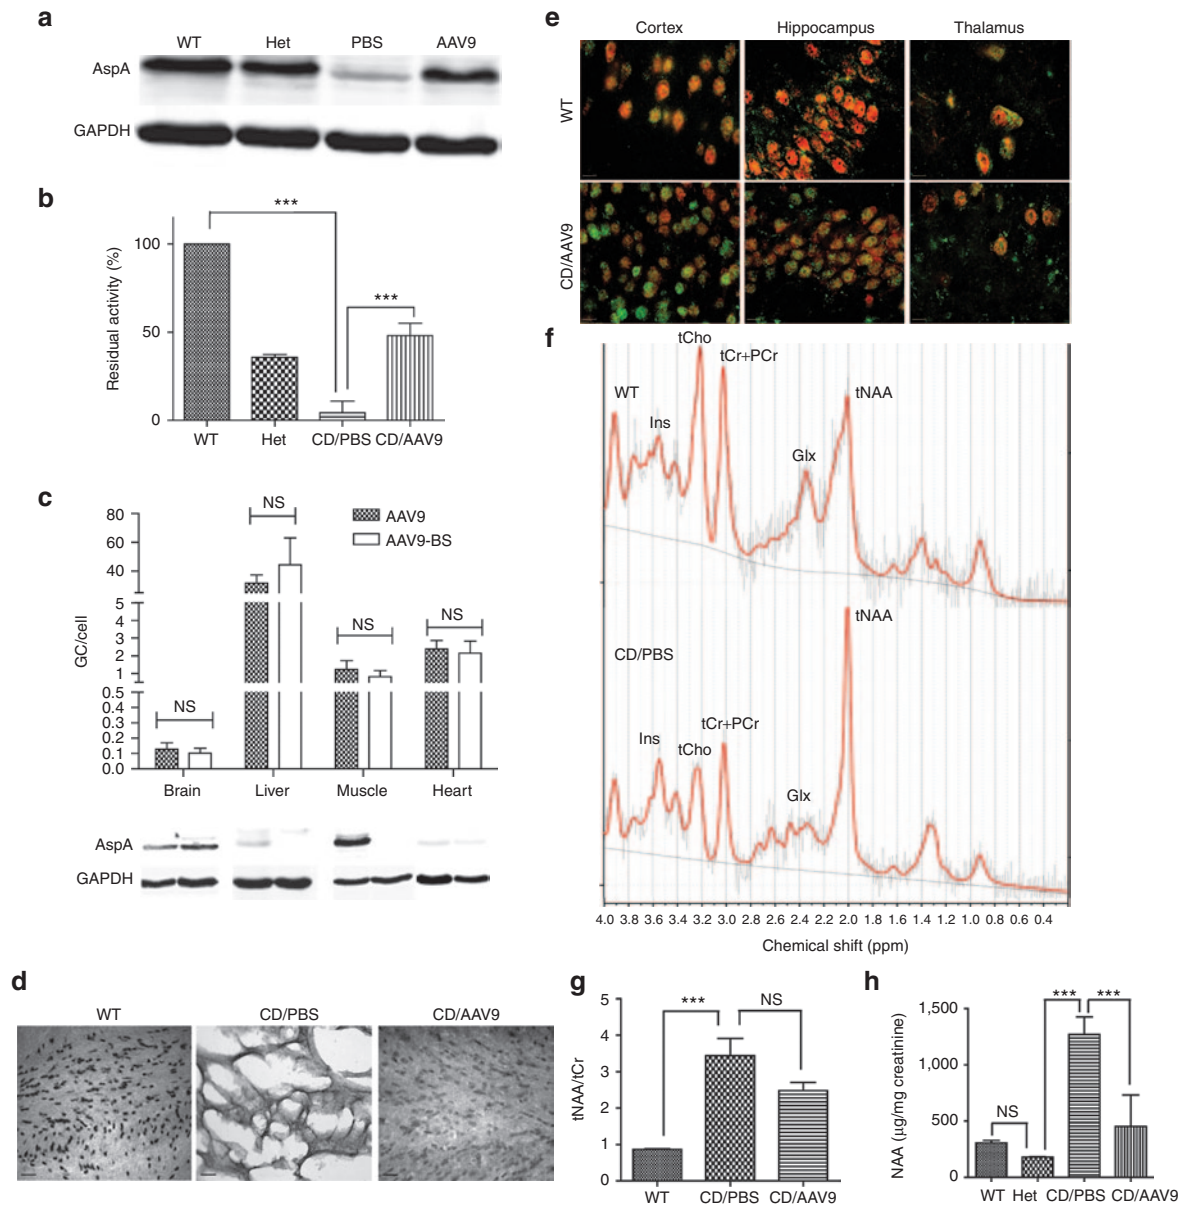 a
WT Het PBS AAV9
AspA
GAPDH
b
***
***
Residual activity (%)
100
50
0
WT Het CD/PBS CD/AAV9
c
NS
AAV9
AAV9-BS
80
60
40
5
4
3
2
1
0.5
0.4
0.3
0.2
0.1
0.0
GC/cell
NS
NS
NS
Brain Liver Muscle Heart
AspA
GAPDH
d
WT CD/PBS CD/AAV9
e
Cortex Hippocampus Thalamus
WT
CD/AAV9
f
tCho
tCr+PCr
WT
Ins
Glx
tNAA
CD/PBS
tNAA
tCr+PCr
Ins
tCho
Glx
4.0 3.8 3.6 3.4 3.2 3.0 2.8 2.6 2.4 2.2 2.0 1.8 1.6 1.4 1.2 1.0 0.8 0.6 0.4
Chemical shift (ppm)
g
*** NS
tNAA/tCr
5
4
3
2
1
0
WT CD/PBS CD/AAV9
h
*** ***
NS
NAA (µg/mg creatinine)
1,500
1,000
500
0
WT Het CD/PBS CD/AAV9